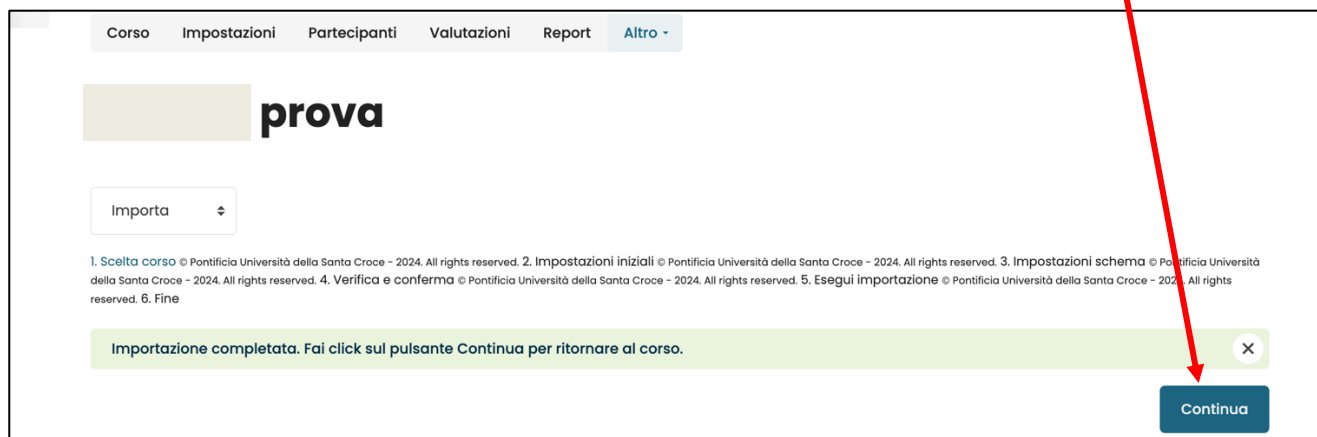 Corso Impostazioni Partecipanti Valutazioni Report Altro
prova
Importa
1. Scelta corso © Pontificia Università della Santa Croce - 2024. All rights reserved. 2. Impostazioni iniziali © Pontificia Università della Santa Croce - 2024. All rights reserved. 3. Impostazioni schema © Pontificia Università
della Santa Croce - 2024. All rights reserved. 4. Verifica e conferma © Pontificia Università della Santa Croce - 2024. All rights reserved. 5. Esegui importazione © Pontificia Università della Santa Croce - 2024. All rights
reserved. 6. Fine
Importazione completata. Fai click sul pulsante Continua per ritornare al corso.
Continua